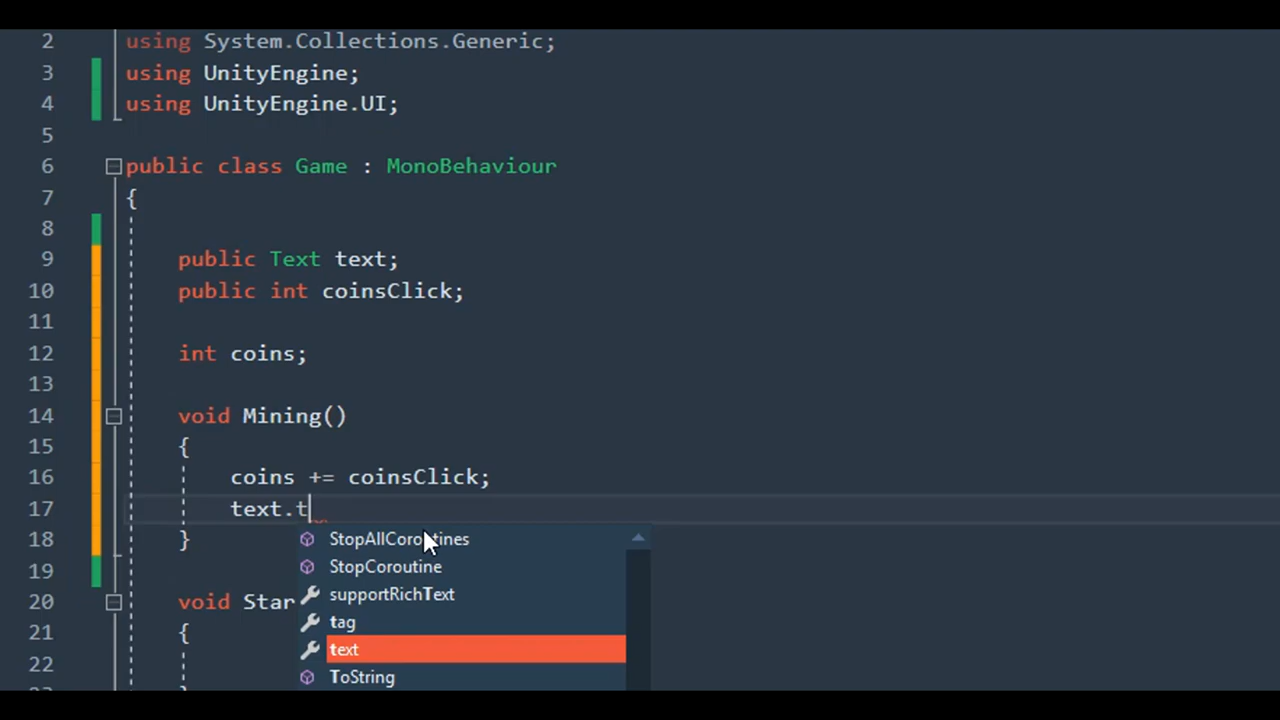 2 using System.Collections.Generic;
3 using UnityEngine;
4 using UnityEngine.UI;
5
6 public class Game : MonoBehaviour
7 {
8
9 public Text text;
10 public int coinsClick;
11
12 int coins;
13
14 void Mining()
15 {
16 coins += coinsClick;
17 text.t
18 }
StopAllCoroutines
StopCoroutine
19
supportRichText
20 void Star
tag
21 {
text
22
ToString